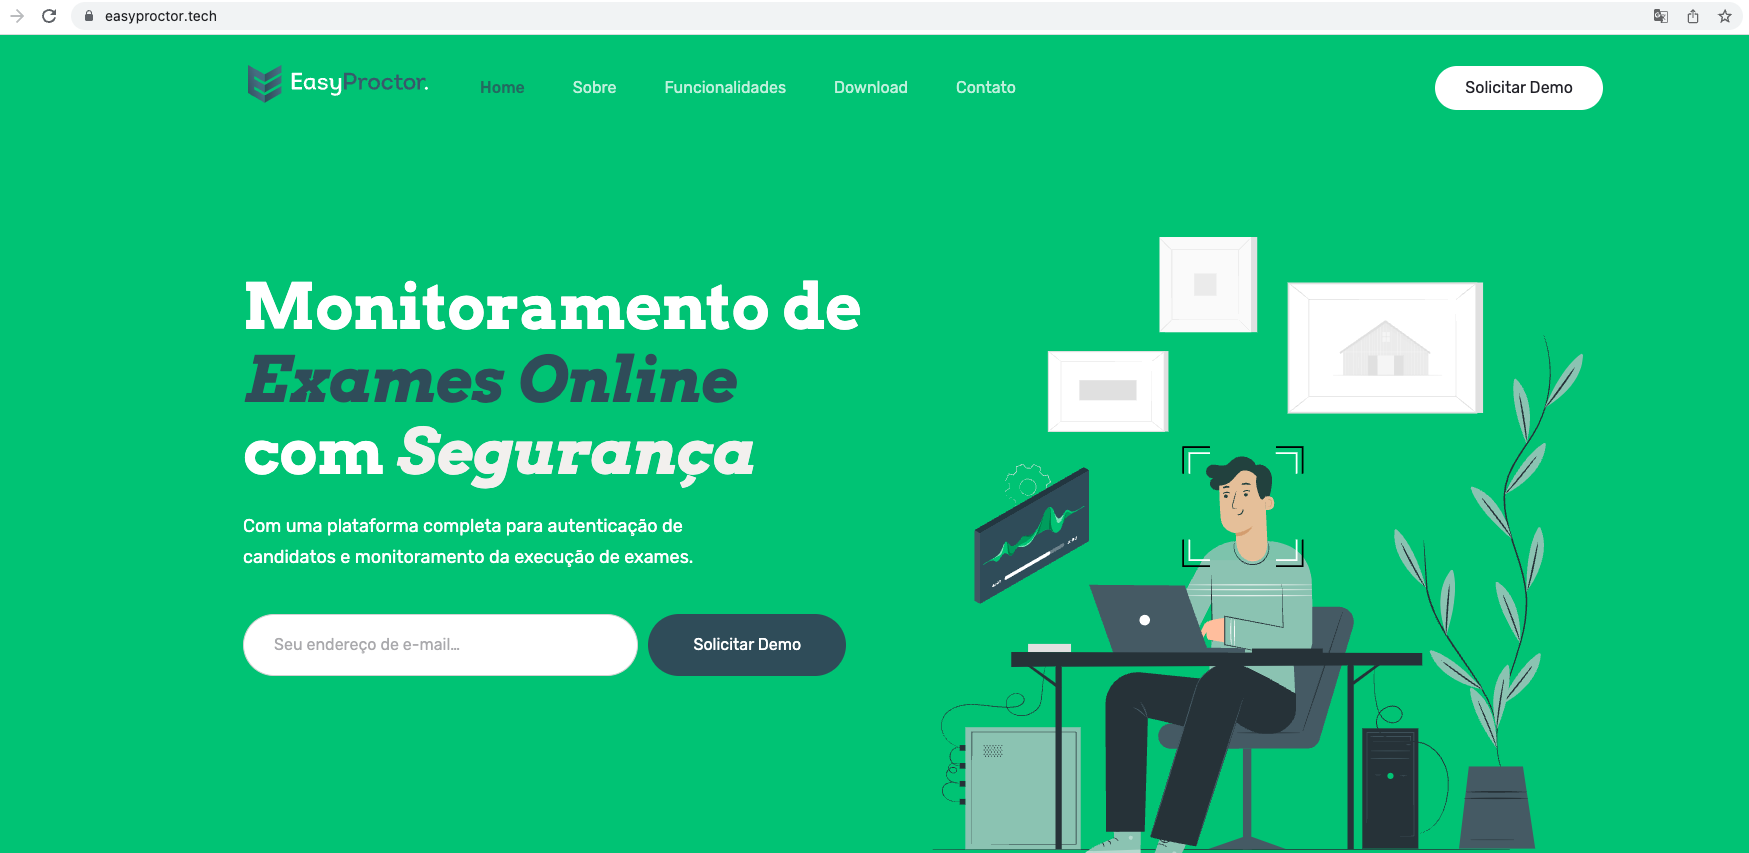 easyproctor.tech
EasyProctor.
Home Sobre Funcionalidades Download Contato
Solicitar Demo
Monitoramento de
Exames Online
com Segurança
Com uma plataforma completa para autenticação de
candidatos e monitoramento da execução de exames.
Seu endereço de e-mail...
Solicitar Demo